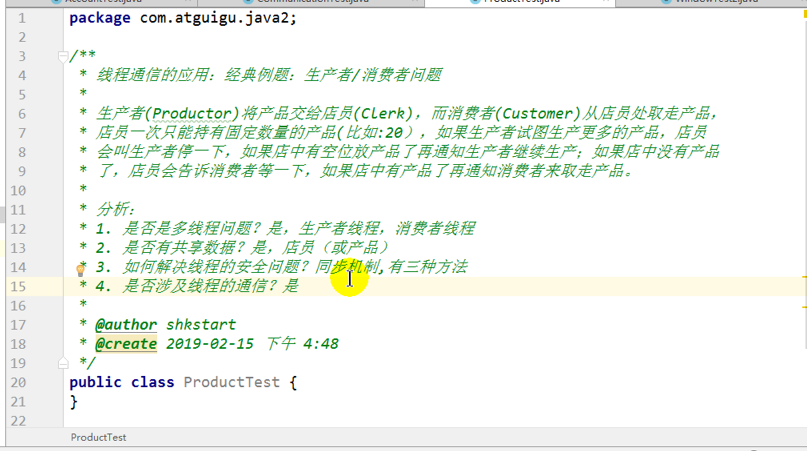 AccountTest.java CommunicationTest.java ProductTest.java WindowTest2.java
1 package com.atguigu.java2;
2
3 /**
4 * 线程通信的应用：经典例题：生产者/消费者问题
5 *
6 * 生产者(Productor)将产品交给店员(Clerk)，而消费者(Customer)从店员处取走产品，
7 * 店员一次只能持有固定数量的产品(比如:20），如果生产者试图生产更多的产品，店员
8 * 会叫生产者停一下，如果店中有空位放产品了再通知生产者继续生产；如果店中没有产品
9 * 了，店员会告诉消费者等一下，如果店中有产品了再通知消费者来取走产品。
10 *
11 * 分析：
12 * 1. 是否是多线程问题？是，生产者线程，消费者线程
13 * 2. 是否有共享数据？是，店员（或产品）
14 * 3. 如何解决线程的安全问题？同步机制,有三种方法
15 * 4. 是否涉及线程的通信？是
16 *
17 * @author shkstart
18 * @create 2019-02-15 下午 4:48
19 */
20 public class ProductTest {
21 }
22
ProductTest